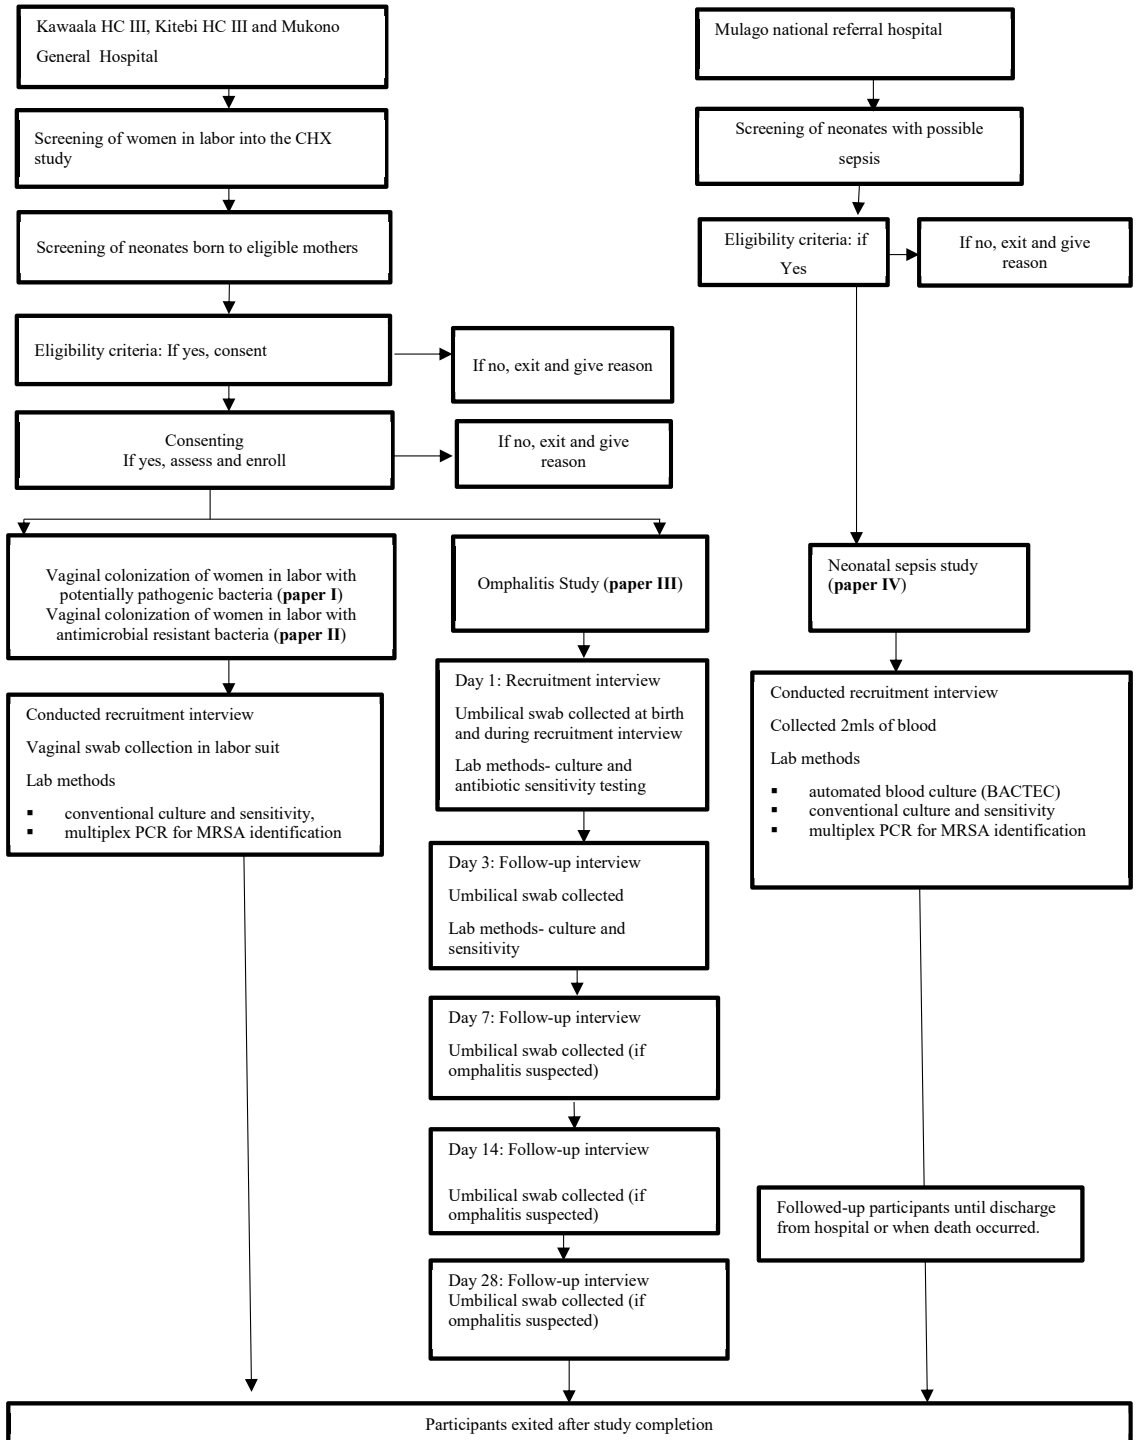 Kawaala HC III, Kitebi HC III and Mukono
General Hospital
Screening of women in labor into the CHX
study
Screening of neonates born to eligible mothers
Eligibility criteria: If yes, consent
If no, exit and give reason
Consenting
If yes, assess and enroll
If no, exit and give
reason
Mulago national referral hospital
Screening of neonates with possible
sepsis
Eligibility criteria: if
Yes
If no, exit and give
reason
Vaginal colonization of women in labor with
potentially pathogenic bacteria (paper I)
Vaginal colonization of women in labor with
antimicrobial resistant bacteria (paper II)
Conducted recruitment interview
Vaginal swab collection in labor suit
Lab methods
▪ conventional culture and sensitivity,
▪ multiplex PCR for MRSA identification
Omphalitis Study (paper III)
Day 1: Recruitment interview
Umbilical swab collected at birth
and during recruitment interview
Lab methods- culture and
antibiotic sensitivity testing
Day 3: Follow-up interview
Umbilical swab collected
Lab methods- culture and
sensitivity
Day 7: Follow-up interview
Umbilical swab collected (if
omphalitis suspected)
Day 14: Follow-up interview
Umbilical swab collected (if
omphalitis suspected)
Day 28: Follow-up interview
Umbilical swab collected (if
omphalitis suspected)
Neonatal sepsis study
(paper IV)
Conducted recruitment interview
Collected 2mls of blood
Lab methods
▪ automated blood culture (BACTEC)
▪ conventional culture and sensitivity
▪ multiplex PCR for MRSA identification
Followed-up participants until discharge
from hospital or when death occurred.
Participants exited after study completion